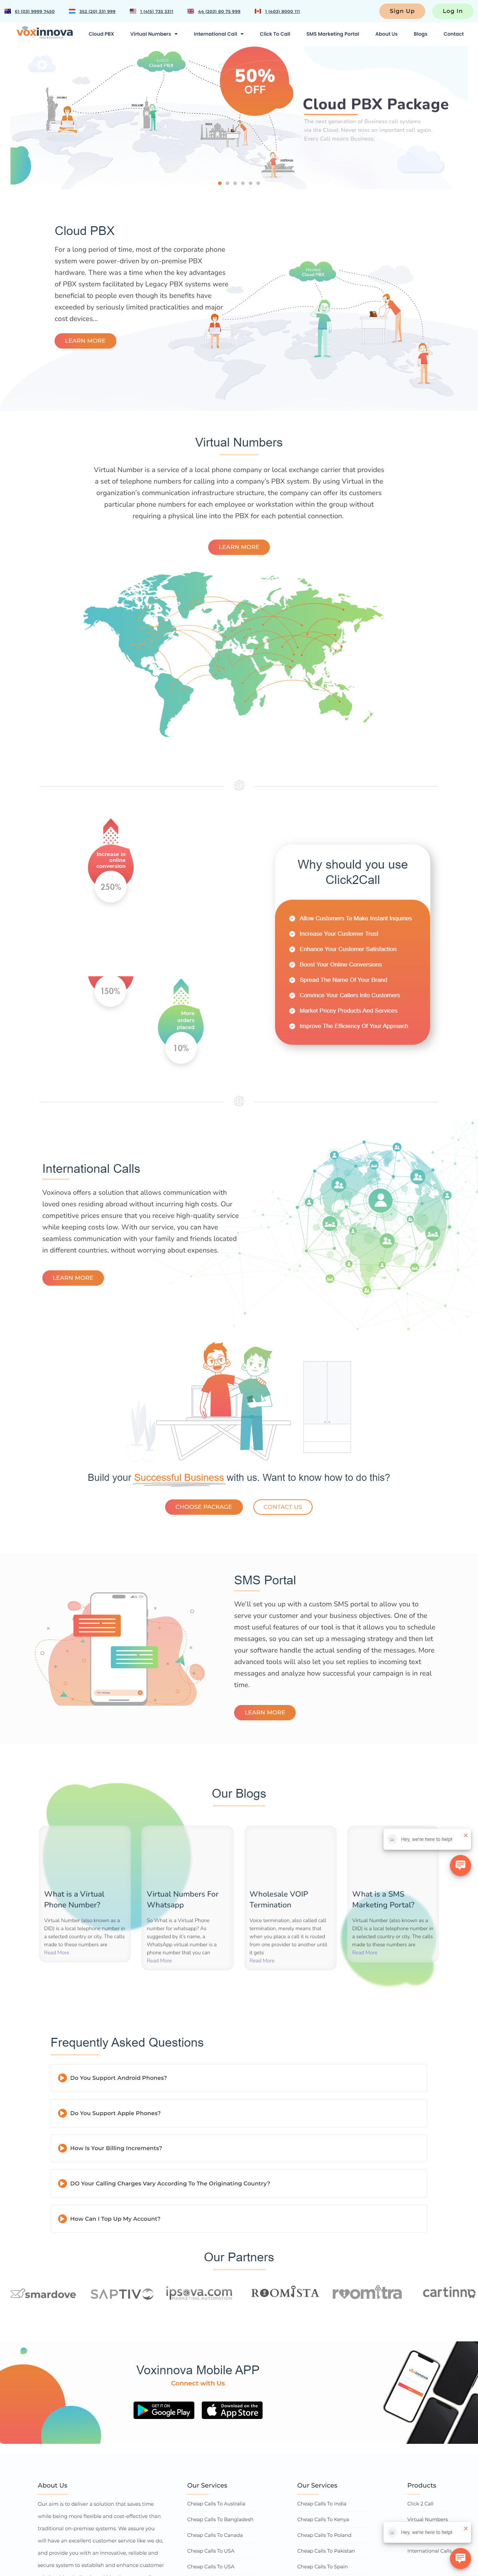 61 (03) 9999 7450
352 (20) 331 999
1 (415) 735 3311
44 (203) 80 75 999
1 (403) 8000 111
Sign Up
Log In
voxinnova
Cloud PBX
Virtual Numbers
International Call
Click To Call
SMS Marketing Portal
About Us
Blogs
Contact
Cloud PBX
50%
OFF
Cloud PBX Package
The next generation of Business call systems
via the Cloud. Never miss an important call again.
Every Call means Business.
Cloud PBX
For a long period of time, most of the corporate phone
system were power-driven by on-premise PBX
hardware. There was a time when the key advantages
of PBX system facilitated by Legacy PBX systems were
beneficial to people even though its benefits have
exceeded by seriously limited practicalities and major
cost devices...
LEARN MORE
Hosted
Cloud PBX
Virtual Numbers
Virtual Number is a service of a local phone company or local exchange carrier that provides
a set of telephone numbers for calling into a company's PBX system. By using Virtual in the
organization's communication infrastructure structure, the company can offer its customers
particular phone numbers for each employee or workstation within the group without
requiring a physical line into the PBX for each potential connection.
LEARN MORE
Increase in
online
conversion
250%
150%
More
orders
placed
10%
Why should you use
Click2Call
Allow Customers To Make Instant Inquiries
Increase Your Customer Trust
Enhance Your Customer Satisfaction
Boost Your Online Conversions
Spread The Name Of Your Brand
Convince Your Callers Into Customers
Market Pricey Products And Services
Improve The Efficiency Of Your Approach
International Calls
Voxinnova offers a solution that allows communication with
loved ones residing abroad without incurring high costs. Our
competitive prices ensure that you receive high-quality service
while keeping costs low. With our service, you can have
seamless communication with your family and friends located
in different countries, without worrying about expenses.
LEARN MORE
Build your Successful Business with us. Want to know how to do this?
CHOOSE PACKAGE
CONTACT US
SMS Portal
We'll set you up with a custom SMS portal to allow you to
serve your customer and your business objectives. One of the
most useful features of our tool is that it allows you to schedule
messages, so you can set up a messaging strategy and then let
your software handle the actual sending of the messages. More
advanced tools will also let you set replies to incoming text
messages and analyze how successful your campaign is in real
time.
LEARN MORE
Our Blogs
What is a Virtual
Phone Number?
Virtual Number (also known as a
DID) is a local telephone number in
a selected country or city. The calls
made to these numbers are
Read More
Virtual Numbers For
Whatsapp
So What is a Virtual Phone
number for whatsapp? As
suggested by it's name, a
WhatsApp virtual number is a
phone number that you can
Read More
Wholesale VOIP
Termination
Voice termination, also called call
termination, merely means that
when you place a call it is routed
from one provider to another until
it gets
Read More
What is a SMS
Marketing Portal?
Virtual Number (also known as a
DID) is a local telephone number in
a selected country or city. The calls
made to these numbers are
Read More
Hey, we're here to help!
Frequently Asked Questions
Do You Support Android Phones?
Do You Support Apple Phones?
How Is Your Billing Increments?
DO Your Calling Charges Vary According To The Originating Country?
How Can I Top Up My Account?
Our Partners
smardove
SAPTIVO
ipsova.com
MARKETING AUTOMATION
ROOMISTA
roomitra
cartinno
Voxinnova Mobile APP
Connect with Us
GET IT ON
Google Play
Download on the
App Store
voxinnova
About Us
Our aim is to deliver a solution that saves time
while being more flexible and cost-effective than
traditional on-premise systems. We assure you
will have an excellent customer service like we do,
and provide you with an innovative, reliable and
secure system to establish and enhance customer
Our Services
Cheap Calls To Australia
Cheap Calls To Bangladesh
Cheap Calls To Canada
Cheap Calls To USA
Cheap Calls To USA
Our Services
Cheap Calls To India
Cheap Calls To Kenya
Cheap Calls To Poland
Cheap Calls To Pakistan
Cheap Calls To Spain
Products
Click 2 Call
Virtual Numbers
International Calls
Hey, we're here to help!